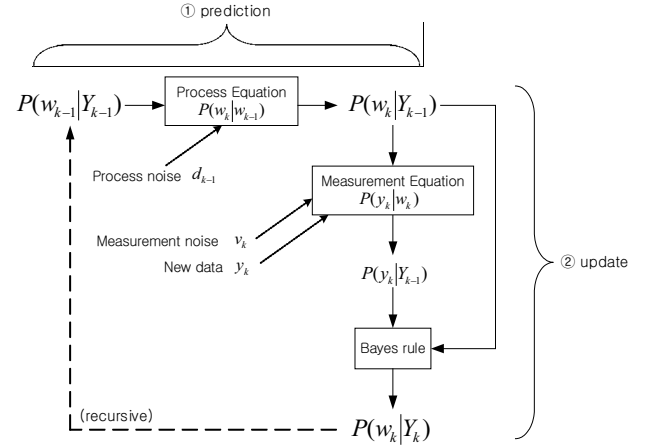 ① prediction
P(w_{k-1}|Y_{k-1})
Process Equation
P(w_k|w_{k-1})
P(w_k|Y_{k-1})
Process noise d_{k-1}
Measurement Equation
P(y_k|w_k)
Measurement noise v_k
New data y_k
P(y_k|Y_{k-1})
② update
Bayes rule
(recursive)
P(w_k|Y_k)